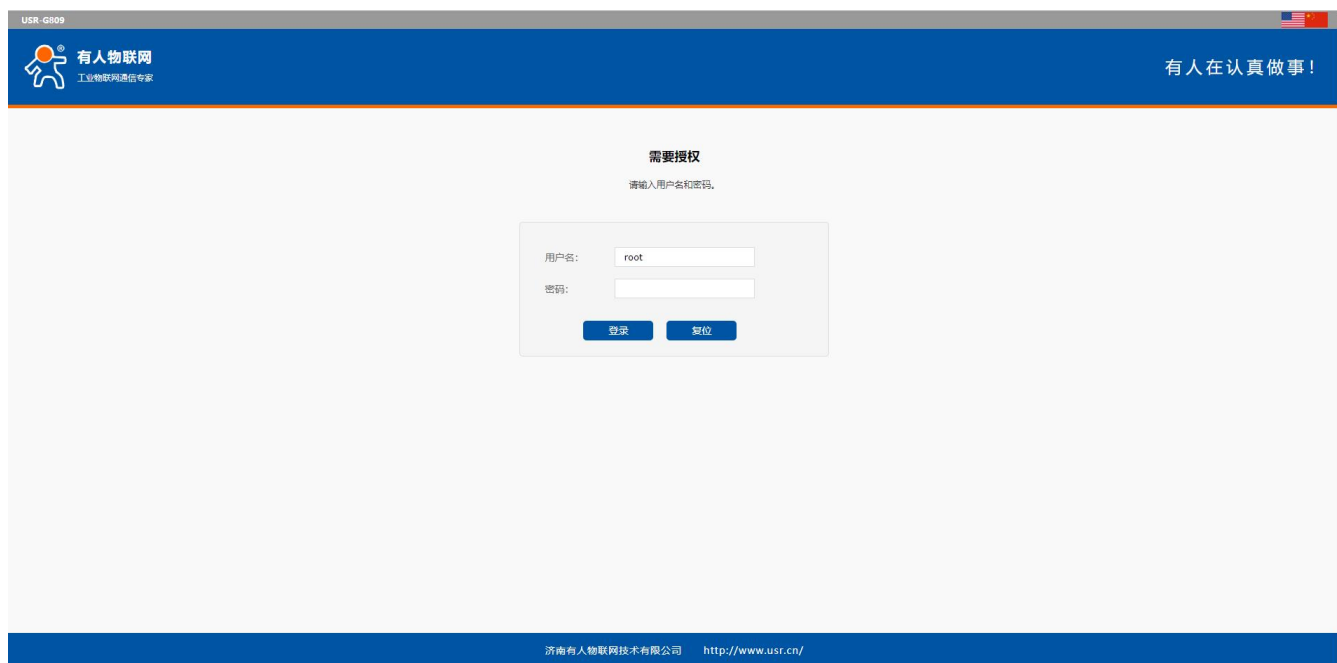 USR-G809
有人物联网
®
工业物联网通信专家
有人在认真做事!
需要授权
请输入用户名和密码。
用户名: root
密码:
登录 复位
济南有人物联网技术有限公司 http://www.usr.cn/